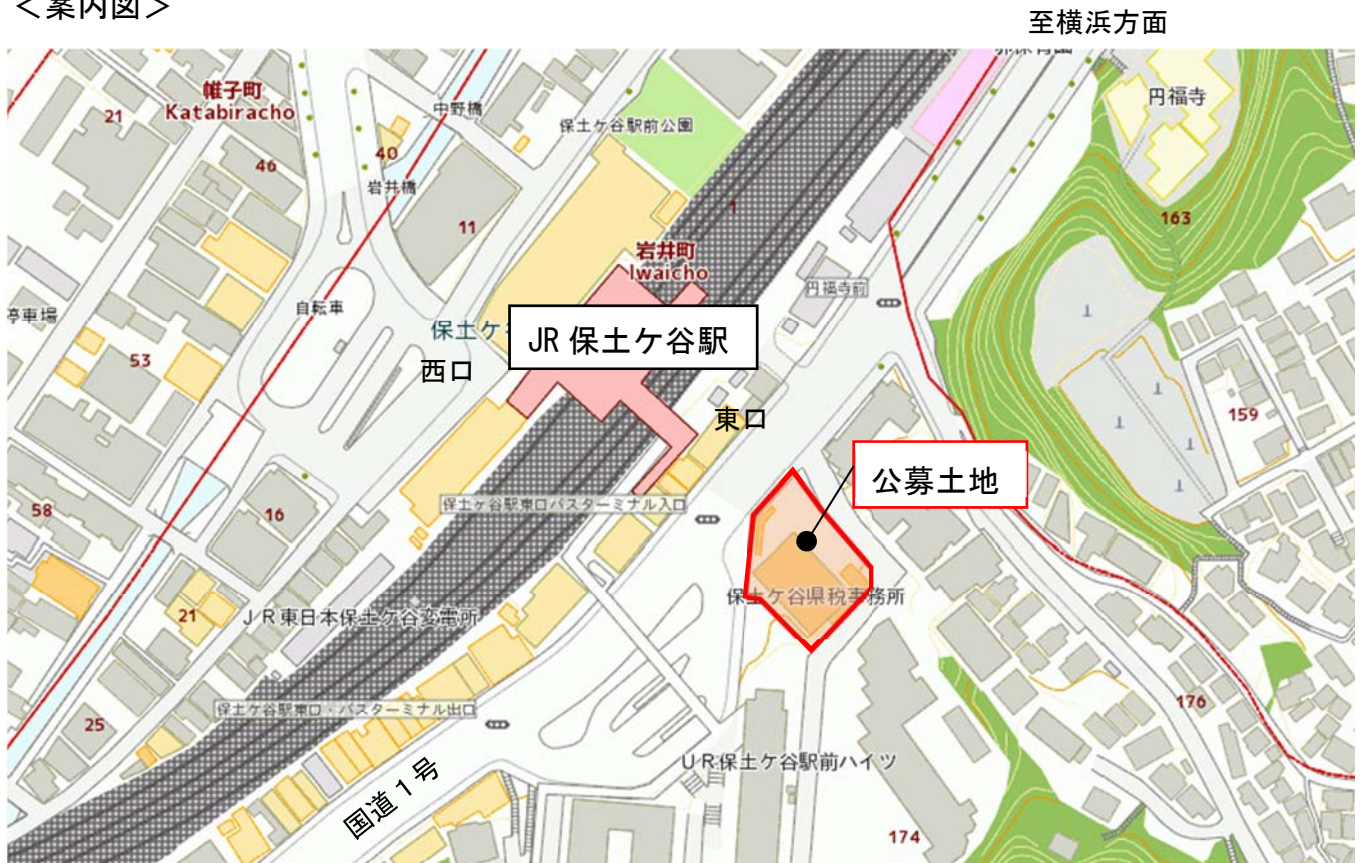 ＜案内図＞
至横浜方面
帷子町
Katabiracho
21
46
40
中野橋
岩井橋
11
保土ケ谷駅前公園
円福寺
163
1
岩井町
Iwaicho
円福寺前
停車場
自転車
53
保土ケ
JR 保土ケ谷駅
西口
東口
159
公募土地
58
16
保土ヶ谷駅東口バスターミナル入口
保土ケ谷県税事務所
21
ＪＲ東日本保土ケ谷変電所
25
保土ヶ谷駅東口・バスターミナル出口
176
ＵＲ保土ケ谷駅前ハイツ
国道１号
174